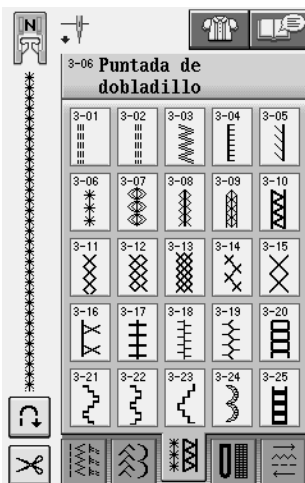 N
3-06 Puntada de
dobladillo
3-01 3-02 3-03 3-04 3-05
3-06 3-07 3-08 3-09 3-10
3-11 3-12 3-13 3-14 3-15
3-16 3-17 3-18 3-19 3-20
3-21 3-22 3-23 3-24 3-25